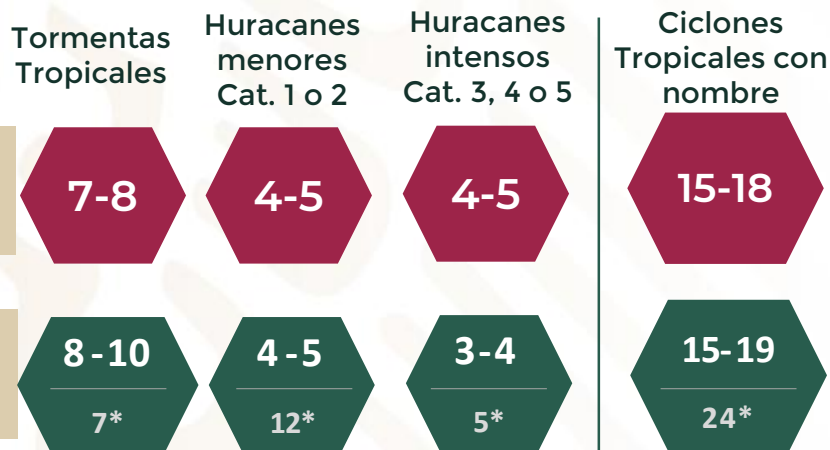 Tormentas
Tropicales
Huracanes
menores
Cat. 1 o 2
Huracanes
intensos
Cat. 3, 4 o 5
Ciclones
Tropicales con
nombre
7-8
4-5
4-5
15-18
8-10
4-5
3-4
15-19
7*
12*
5*
24*